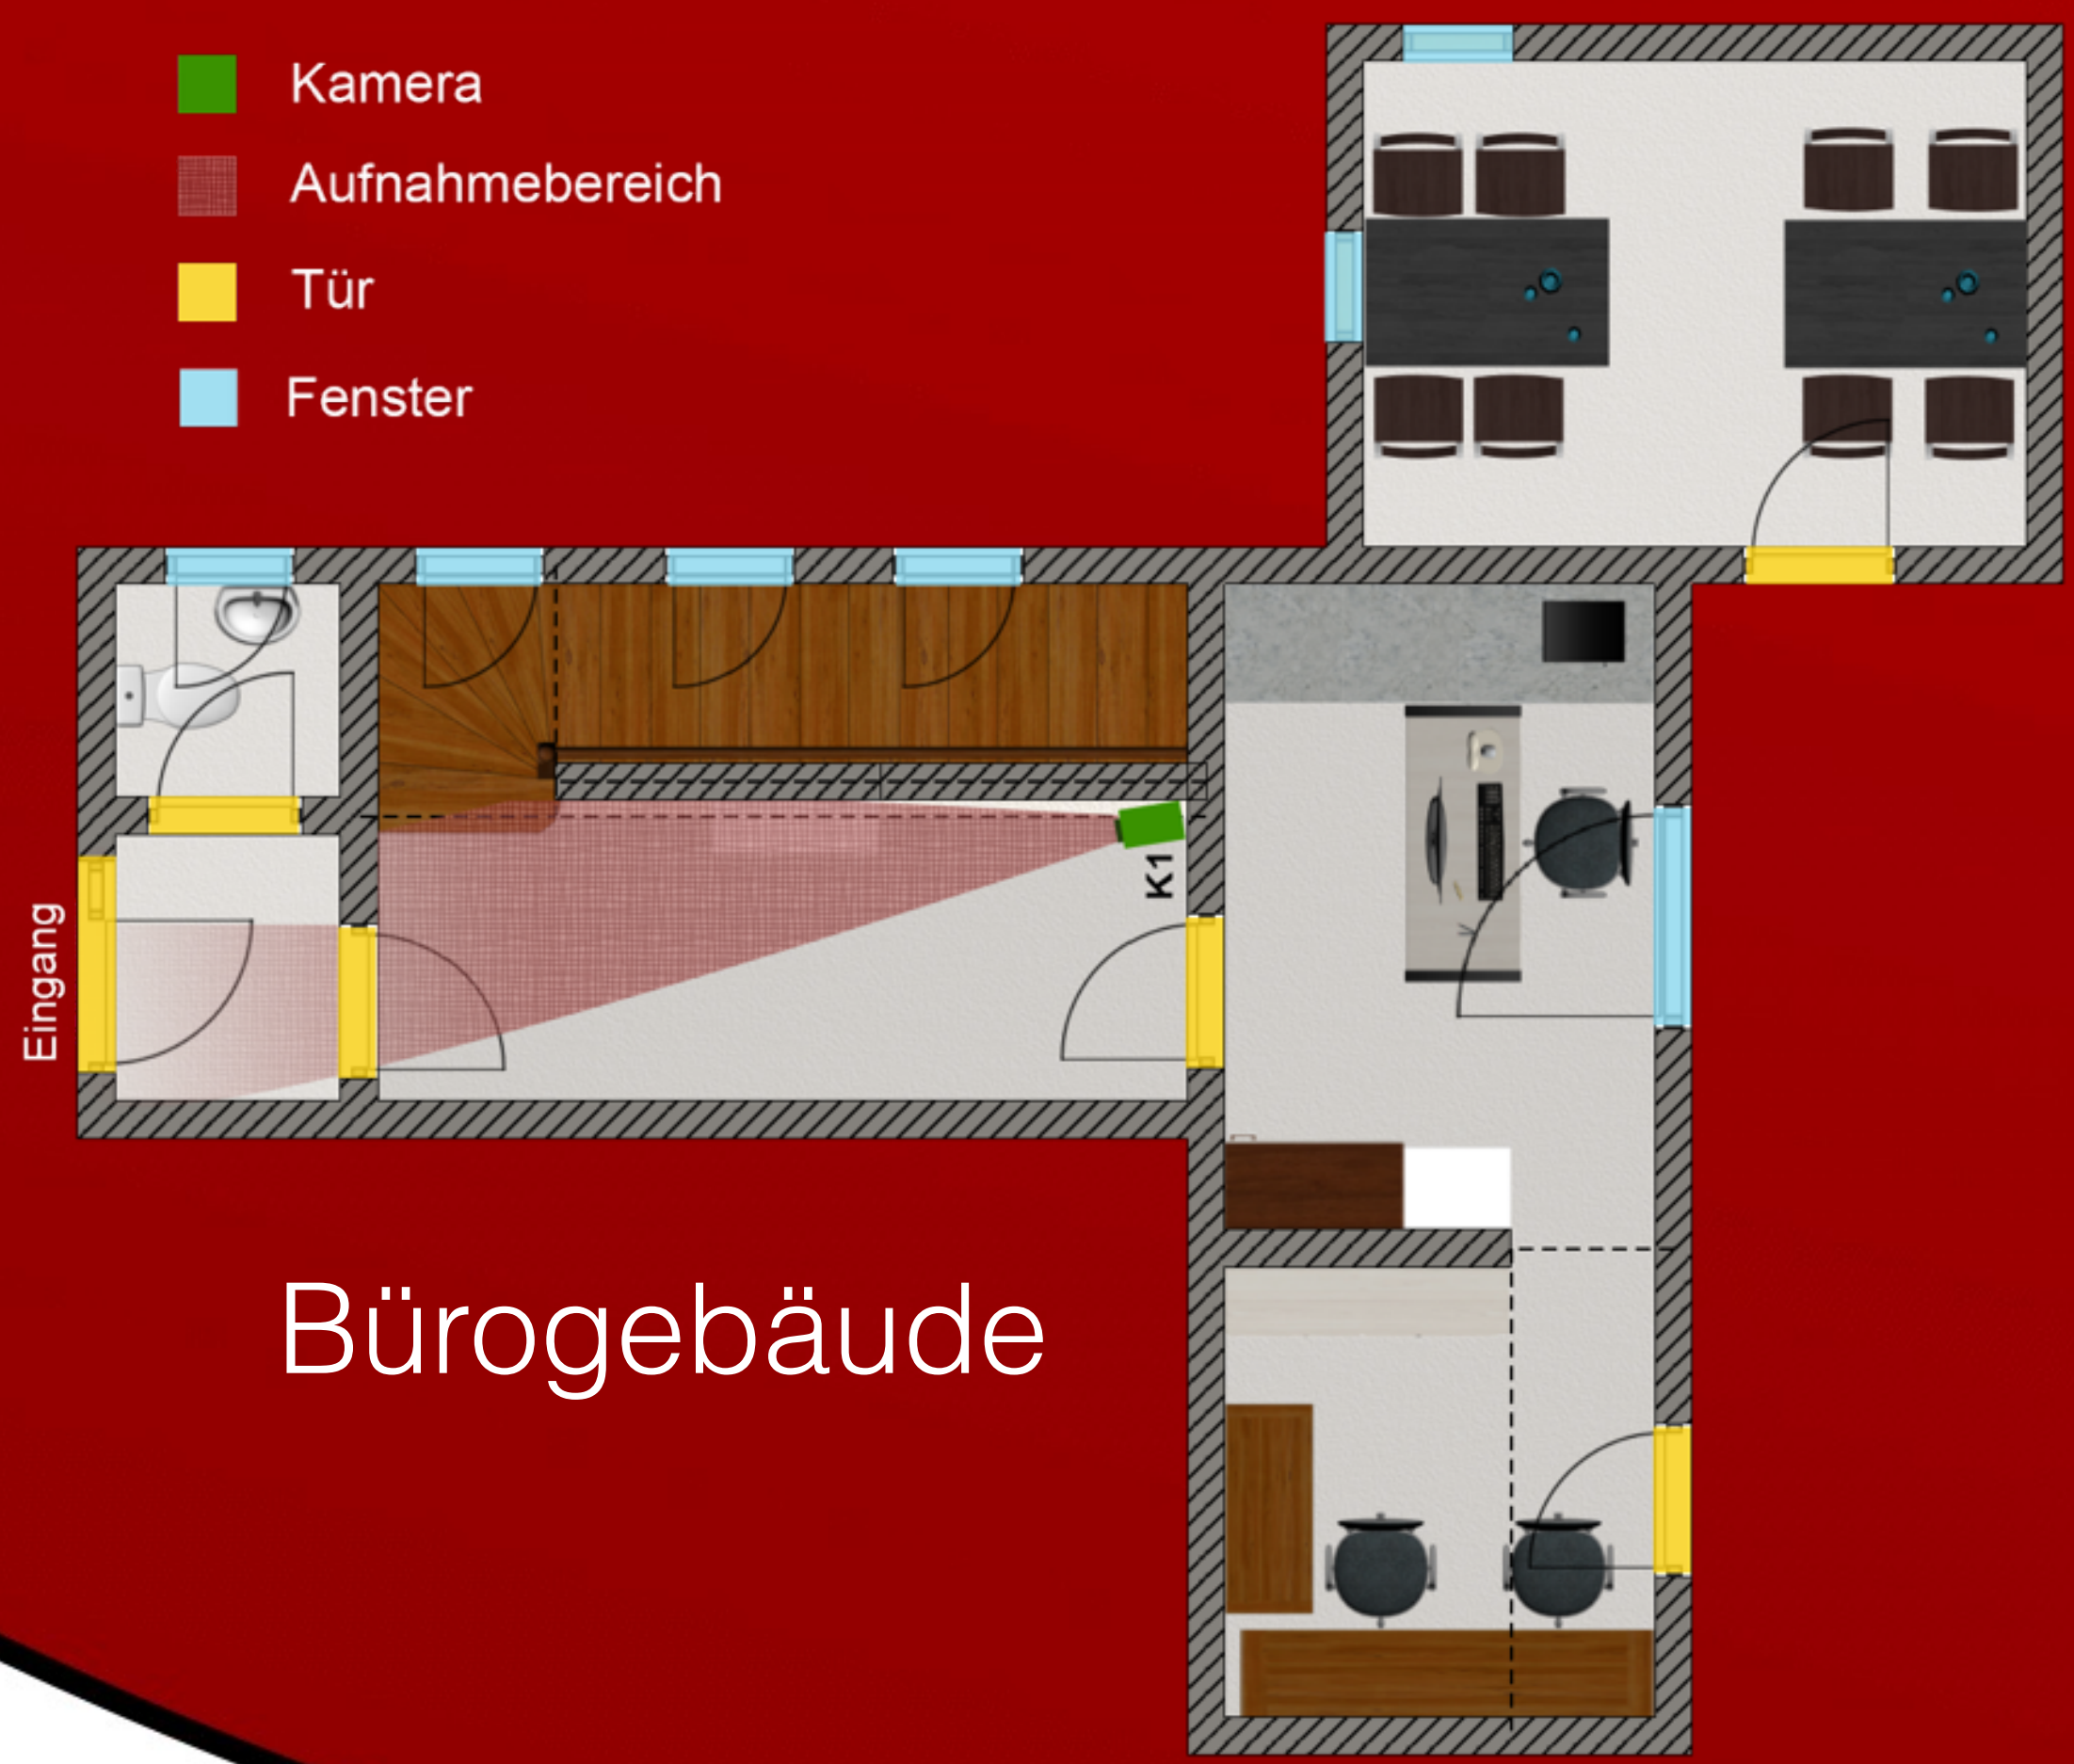 Kamera
Aufnahmebereich
Tür
Fenster
K1
Eingang
Bürogebäude